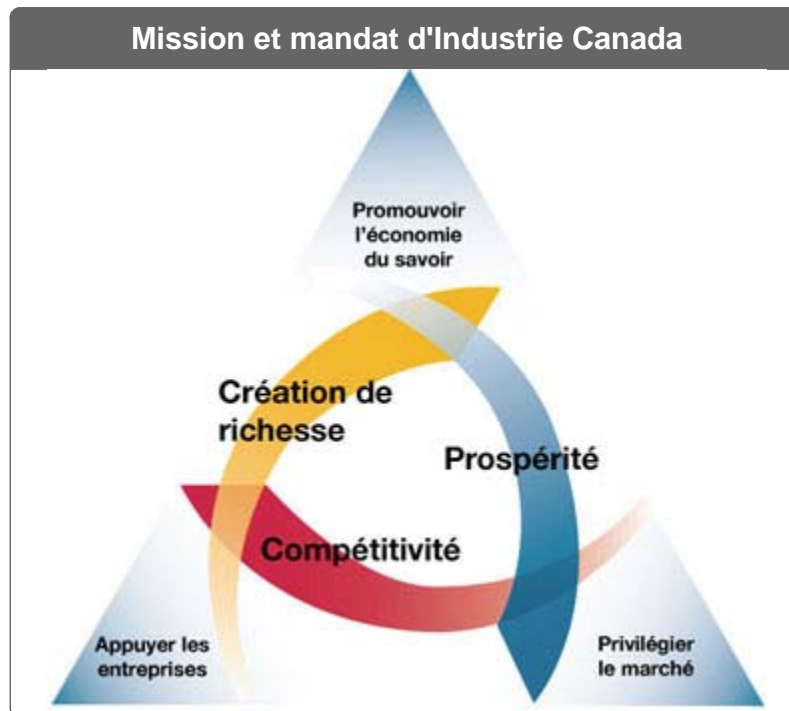 Mission et mandat d'Industrie Canada
Promouvoir
l'économie
du savoir
Création de
richesse
Prospérité
Compétitivité
Appuyer les
entreprises
Privilégier
le marché